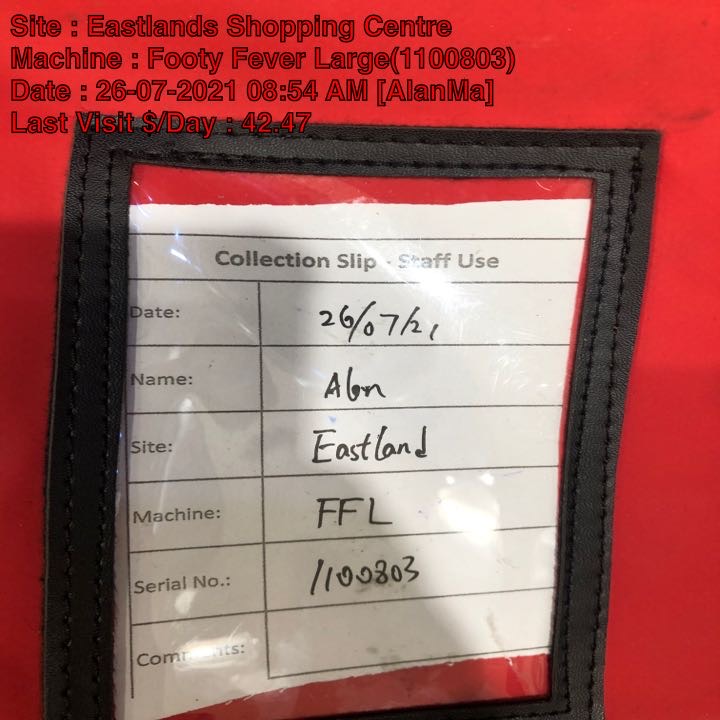 Site : Eastlands Shopping Centre
Machine : Footy Fever Large(1100803)
Date : 26-07-2021 08:54 AM [AlanMa]
Last Visit $/Day : 42.47
Collection Slip - Staff Use
Date: 26/07/21
Name: Alan
Site: Eastland
Machine: FFL
Serial No.: 1100803
Comments: